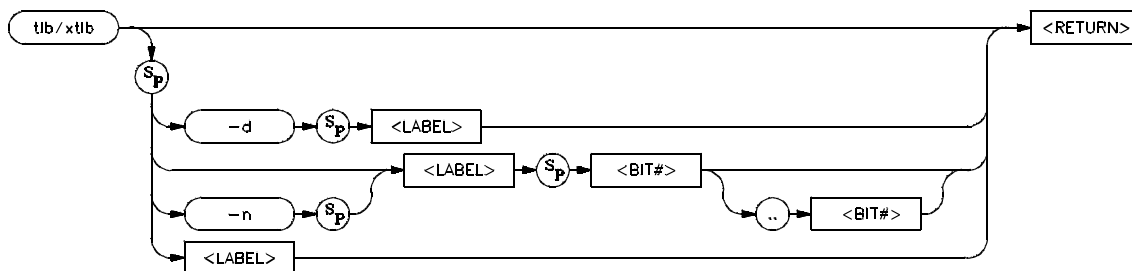 tlb/xtlb
<RETURN>
SP
-d
SP
<LABEL>
<LABEL>
SP
<BIT#>
-n
SP
..
<BIT#>
<LABEL>